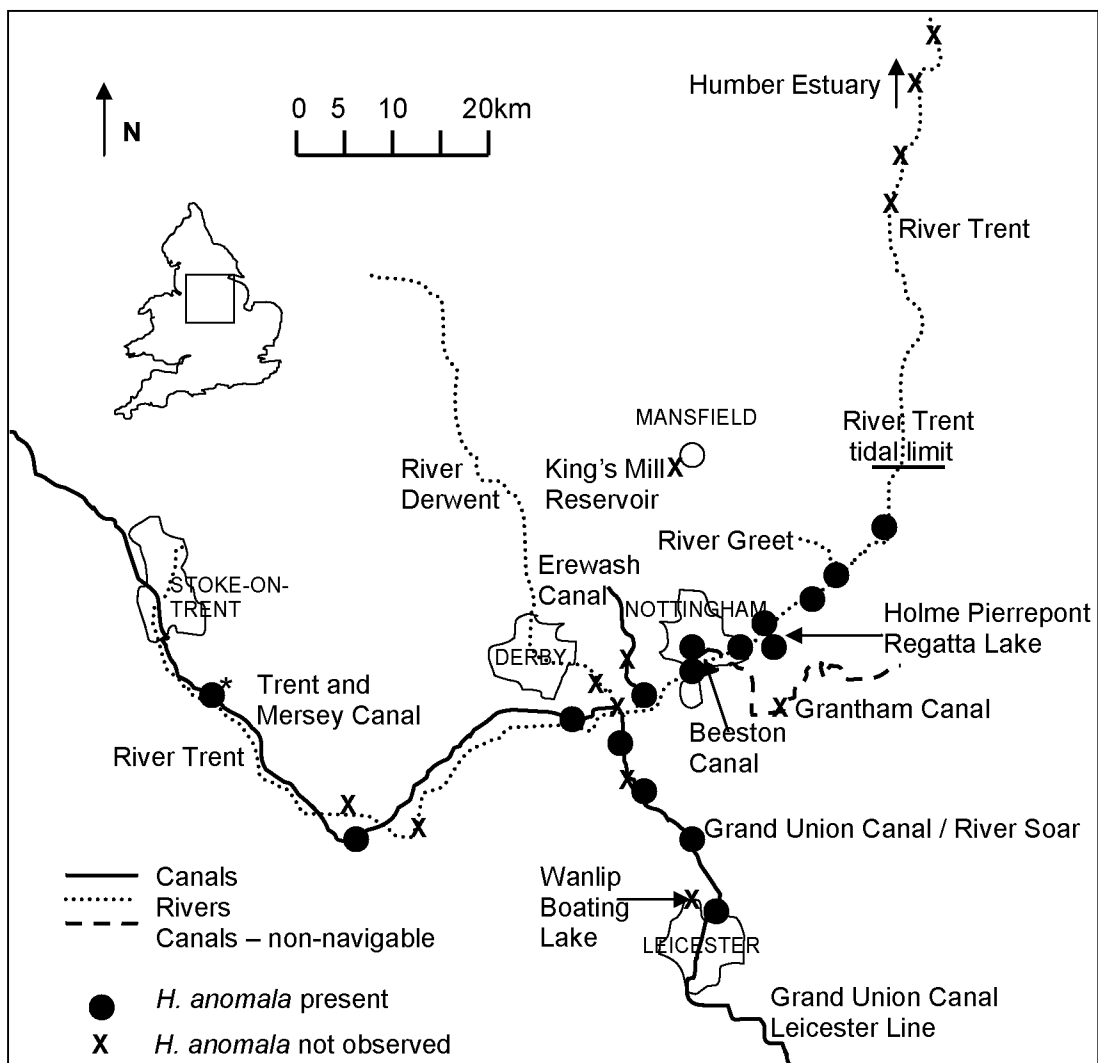 Humber Estuary
X
X
0 5 10 20km
N
X
X
River Trent
MANSFIELD
River Trent
tidal limit
River
Derwent
King's Mill X
Reservoir
River Greet
Erewash
Canal
STOKE-ON-
TRENT
NOTTINGHAM
Holme Pierrepont
Regatta Lake
DERBY
X
X
X
*
Trent and
Mersey Canal
X Grantham Canal
Beeston
Canal
River Trent
X
X
X
Grand Union Canal / River Soar
Wanlip
Boating
Lake
X
LEICESTER
Canals
Rivers
Canals – non-navigable
H. anomala present
X H. anomala not observed
Grand Union Canal
Leicester Line